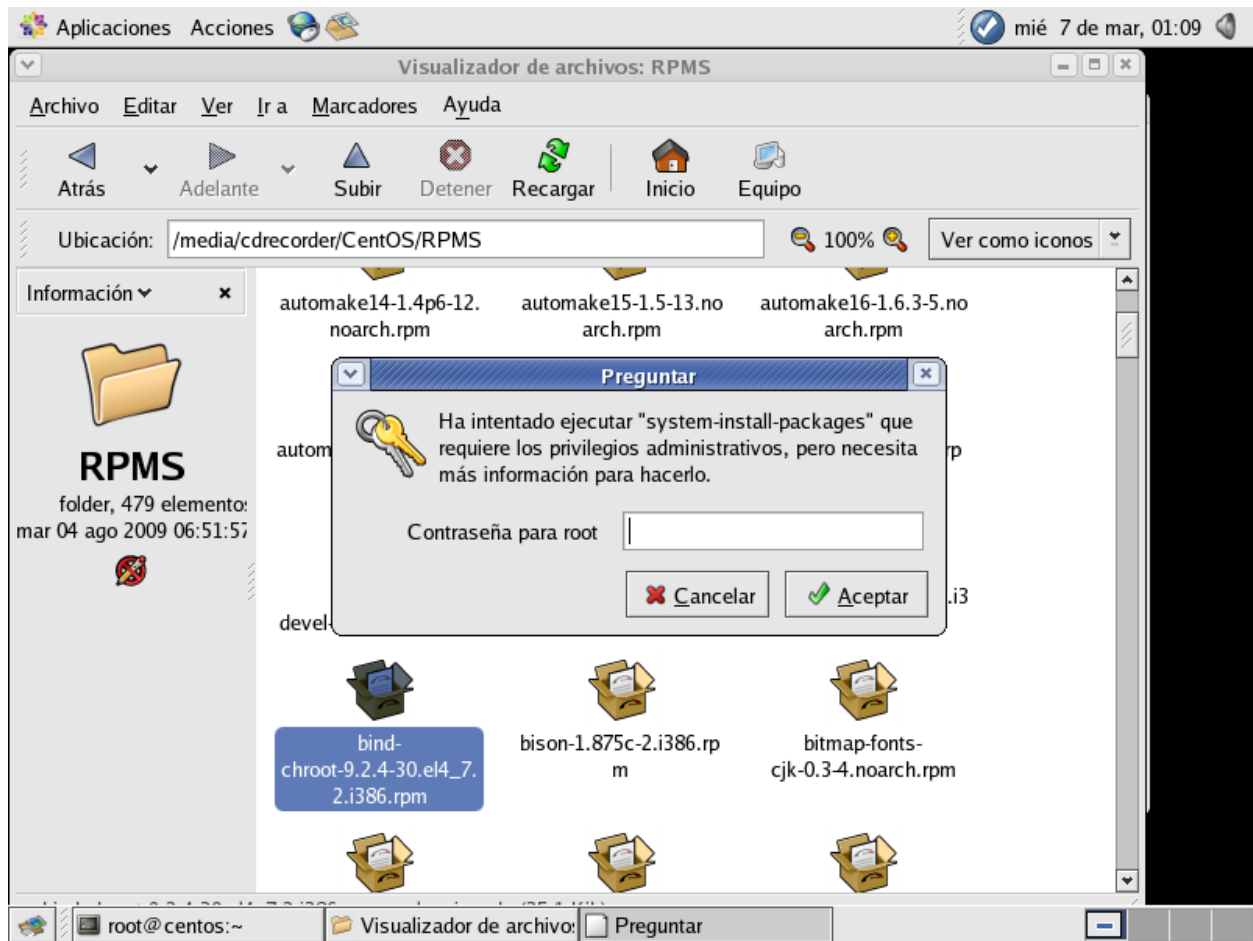 Aplicaciones Acciones mié 7 de mar, 01:09
Visualizador de archivos: RPMS
Archivo Editar Ver Ir a Marcadores Ayuda
Atrás Adelante Subir Detener Recargar Inicio Equipo
Ubicación: /media/cdrecorder/CentOS/RPMS 100% Ver como iconos
Información
RPMS
folder, 479 elementos
mar 04 ago 2009 06:51:57
automake14-1.4p6-12.
noarch.rpm
automake15-1.5-13.no
arch.rpm
automake16-1.6.3-5.no
arch.rpm
autom
rp
Preguntar
Ha intentado ejecutar "system-install-packages" que
requiere los privilegios administrativos, pero necesita
más información para hacerlo.
Contraseña para root
Cancelar Aceptar
devel-
.i3
bind-
chroot-9.2.4-30.el4_7.
2.i386.rpm
bison-1.875c-2.i386.rp
m
bitmap-fonts-
cjk-0.3-4.noarch.rpm
root@centos:~ Visualizador de archivo: Preguntar